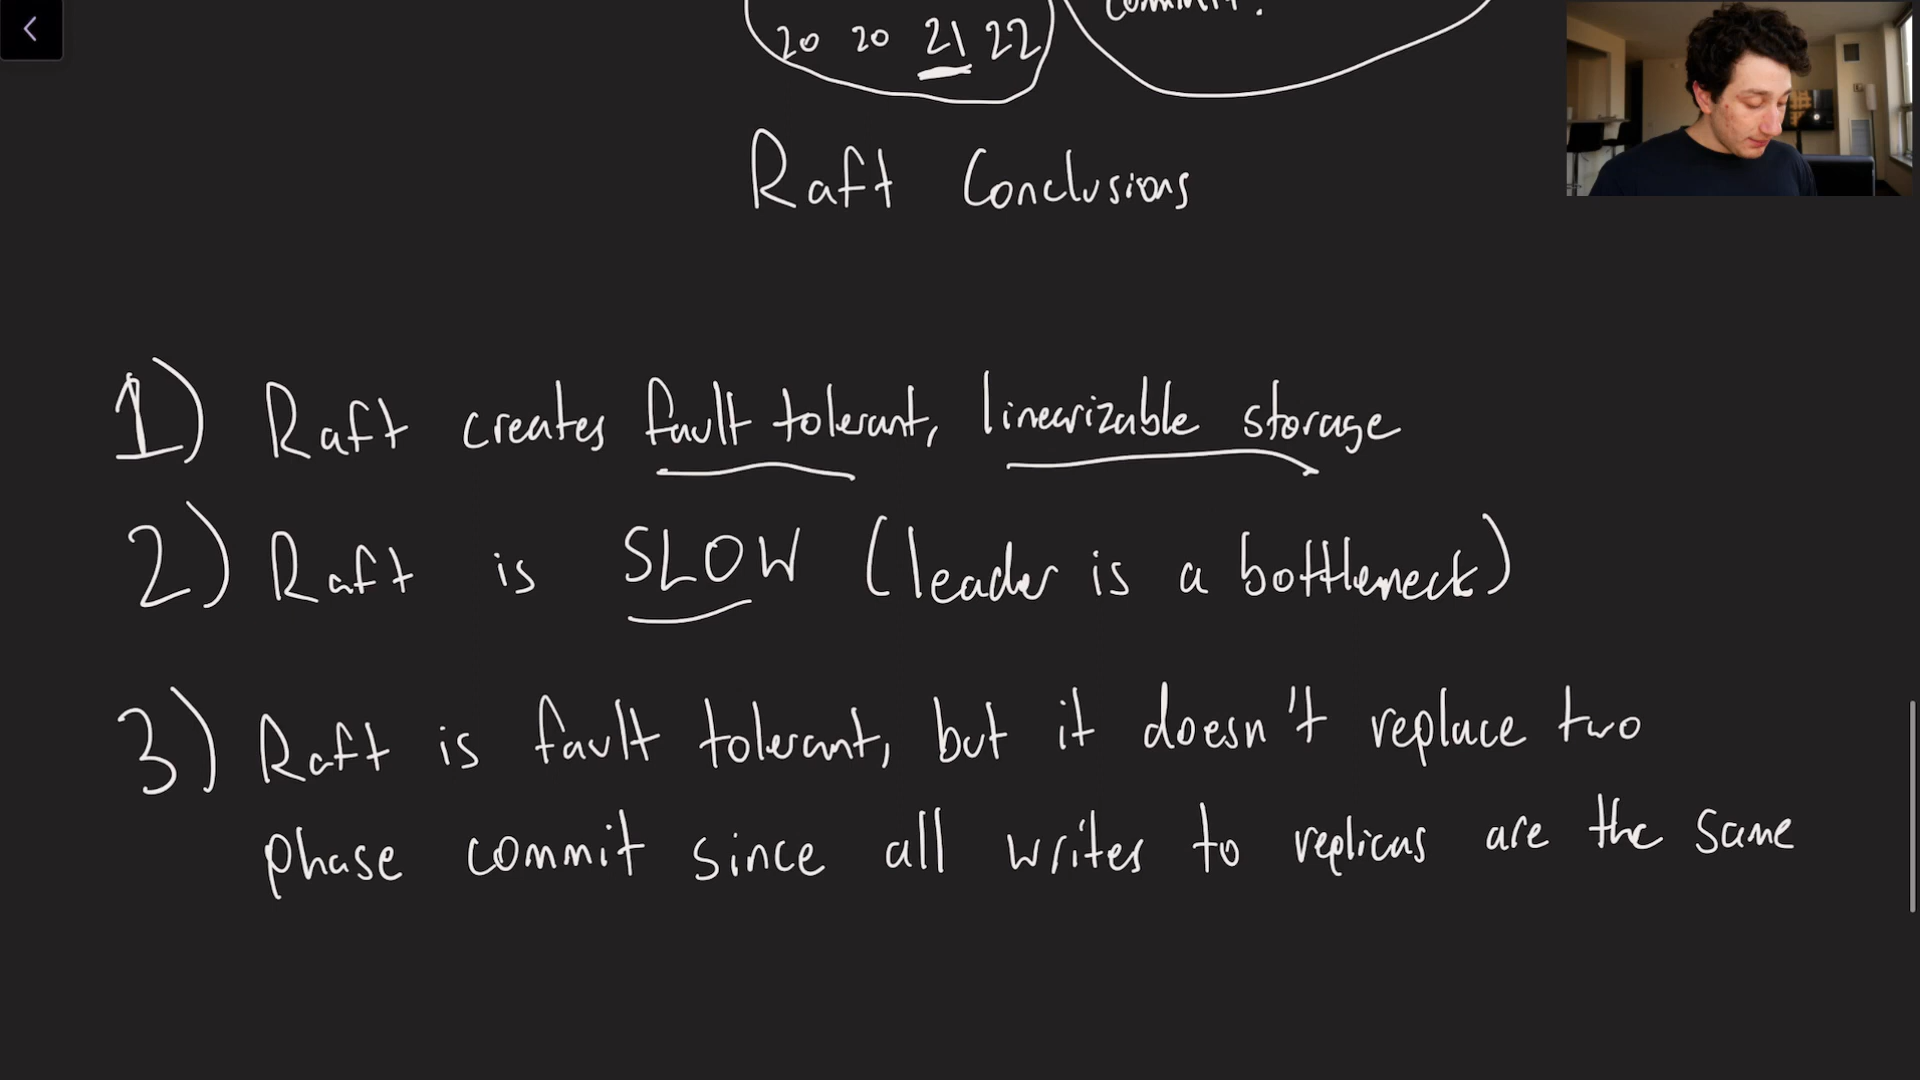 commit.
20 20 21 22
Raft Conclusions
1) Raft creates fault tolerant, linearizable storage
2) Raft is SLOW (leader is a bottleneck)
3) Raft is fault tolerant, but it doesn't replace two
phase commit since all writes to replicas are the same